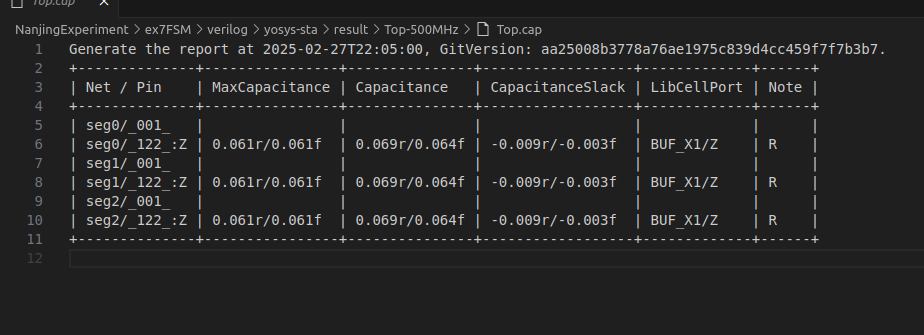 Top.cap
NanjingExperiment > ex7FSM > verilog > yosys-sta > result > Top-500MHz > Top.cap
1 Generate the report at 2025-02-27T22:05:00, GitVersion: aa25008b3778a76ae1975c839d4cc459f7f7b3b7.
2 +--------------+----------------+--------------+------------------+-------------+------+
3 | Net / Pin    | MaxCapacitance | Capacitance  | CapacitanceSlack | LibCellPort | Note |
4 +--------------+----------------+--------------+------------------+-------------+------+
5 | seg0/_001_   |                |              |                  |             |      |
6 | seg0/_122_:Z | 0.061r/0.061f  | 0.069r/0.064f | -0.009r/-0.003f | BUF_X1/Z    | R    |
7 | seg1/_001_   |                |              |                  |             |      |
8 | seg1/_122_:Z | 0.061r/0.061f  | 0.069r/0.064f | -0.009r/-0.003f | BUF_X1/Z    | R    |
9 | seg2/_001_   |                |              |                  |             |      |
10 | seg2/_122_:Z | 0.061r/0.061f  | 0.069r/0.064f | -0.009r/-0.003f | BUF_X1/Z    | R    |
11 +--------------+----------------+--------------+------------------+-------------+------+
12